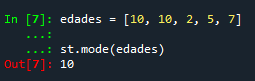 In [7]: edades = [10, 10, 2, 5, 7]
...:
...: st.mode(edades)
Out[7]: 10